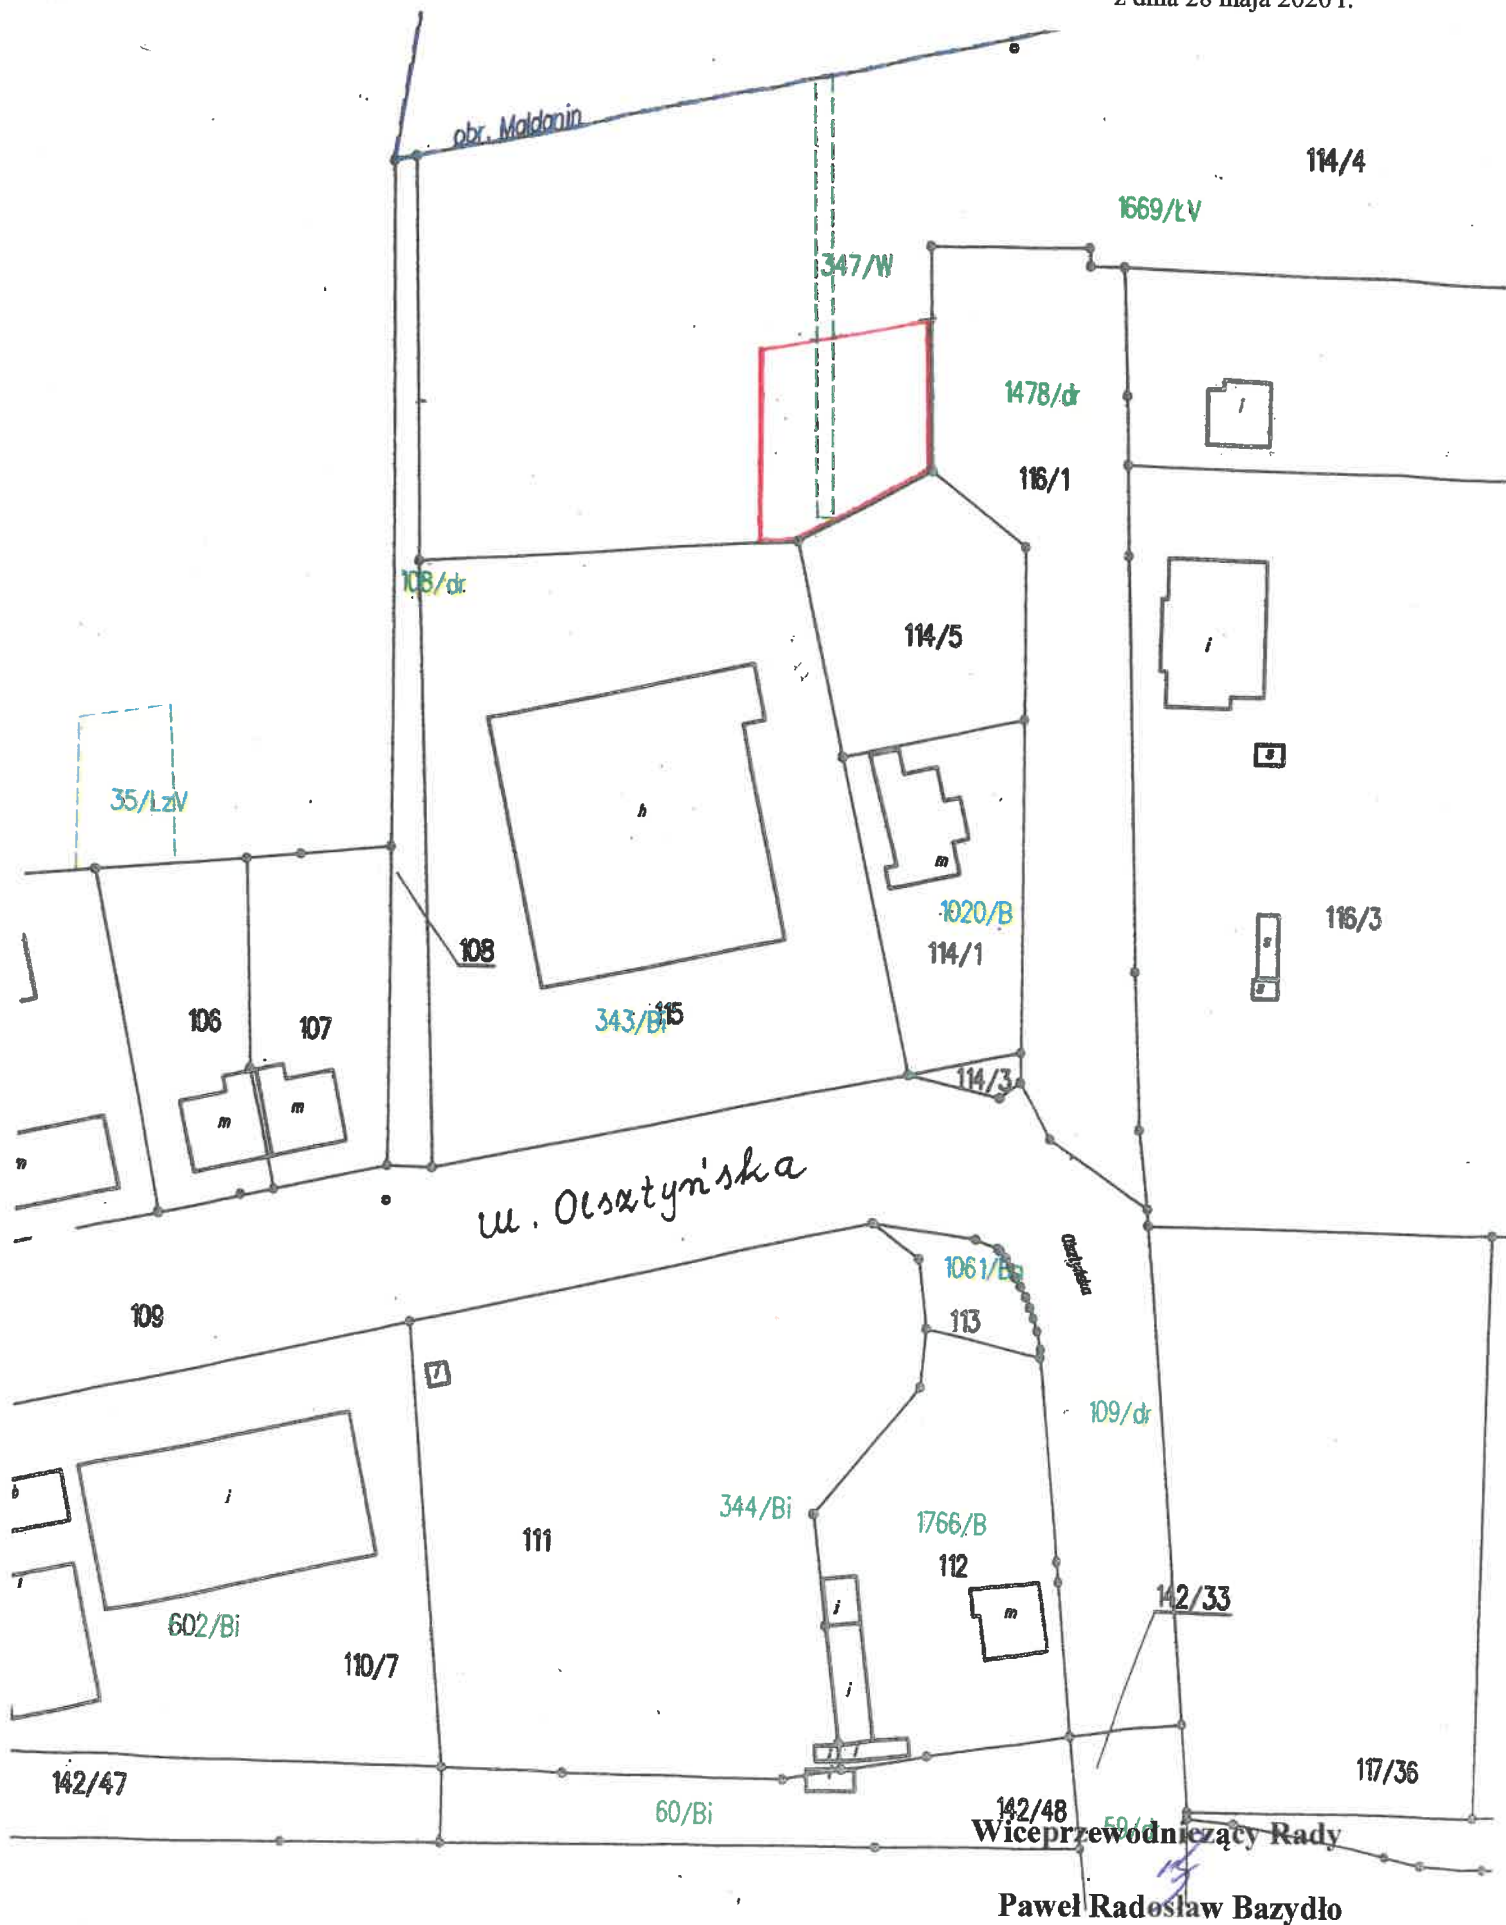 z dnia 28 maja 2020 r.
obr. Maldanin
114/4
1669/ŁV
347/W
1478/dr
i
116/1
108/dr
114/5
i
s
35/LzV
h
m
1020/B
116/3
108
114/1
s
s
106
107
343/Bi
115
114/3
m
m
ul. Olsztyńska
Olsztyńska
1061/Bp
109
113
109/dr
i
344/Bi
1766/B
111
112
142/33
i
m
602/Bi
110/7
i
142/47
117/36
60/Bi
142/48
Wiceprzewodniczący Rady
Paweł Radosław Bazydło